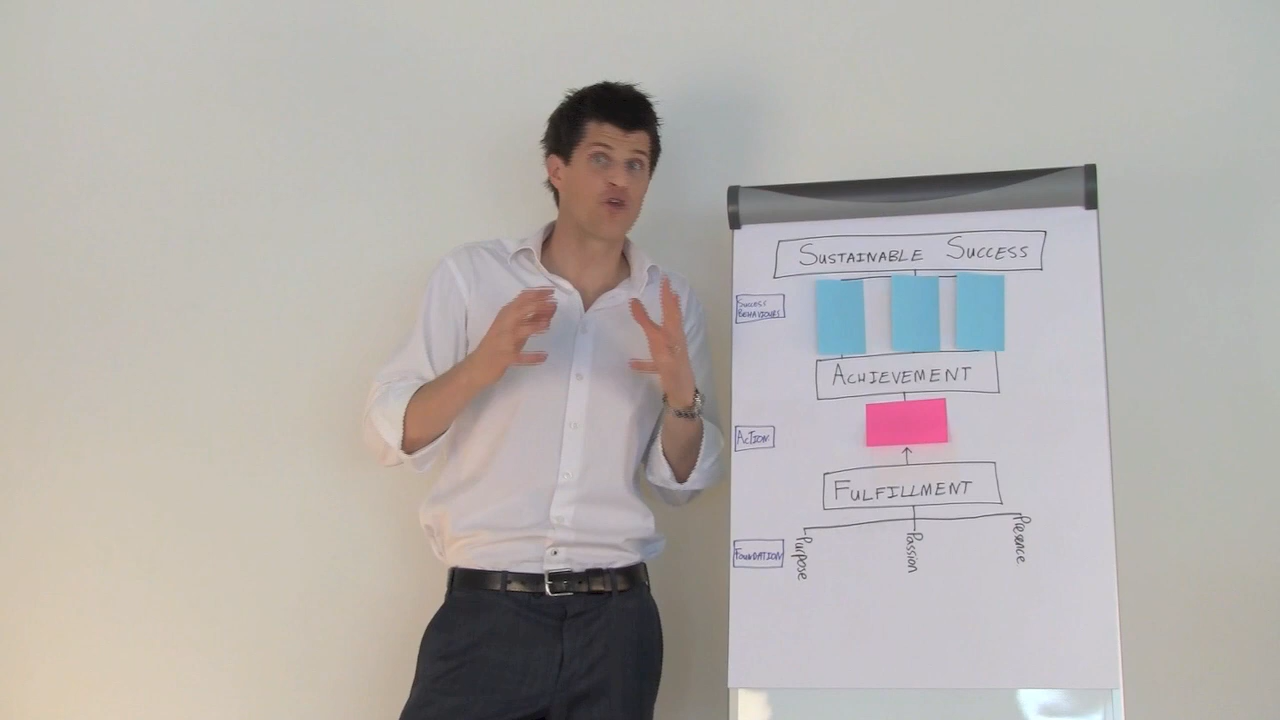 SUSTAINABLE SUCCESS
SUCCESS
BEHAVIOURS
ACHIEVEMENT
ACTION
FULFILLMENT
FOUNDATION
Purpose
Passion
Presence